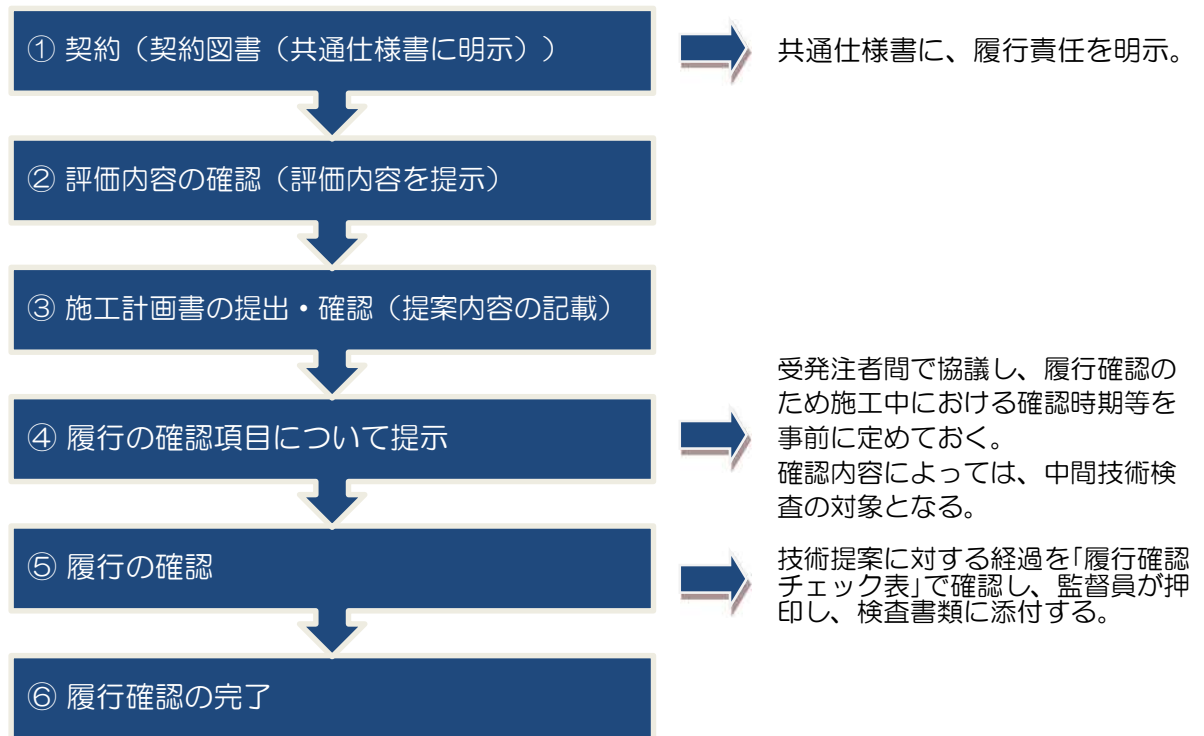 ① 契約（契約図書（共通仕様書に明示））
共通仕様書に、履行責任を明示。
② 評価内容の確認（評価内容を提示）
③ 施工計画書の提出・確認（提案内容の記載）
④ 履行の確認項目について提示
受発注者間で協議し、履行確認の
ため施工中における確認時期等を
事前に定めておく。
確認内容によっては、中間技術検
査の対象となる。
⑤ 履行の確認
技術提案に対する経過を｢履行確認
チェック表｣で確認し、監督員が押
印し、検査書類に添付する。
⑥ 履行確認の完了